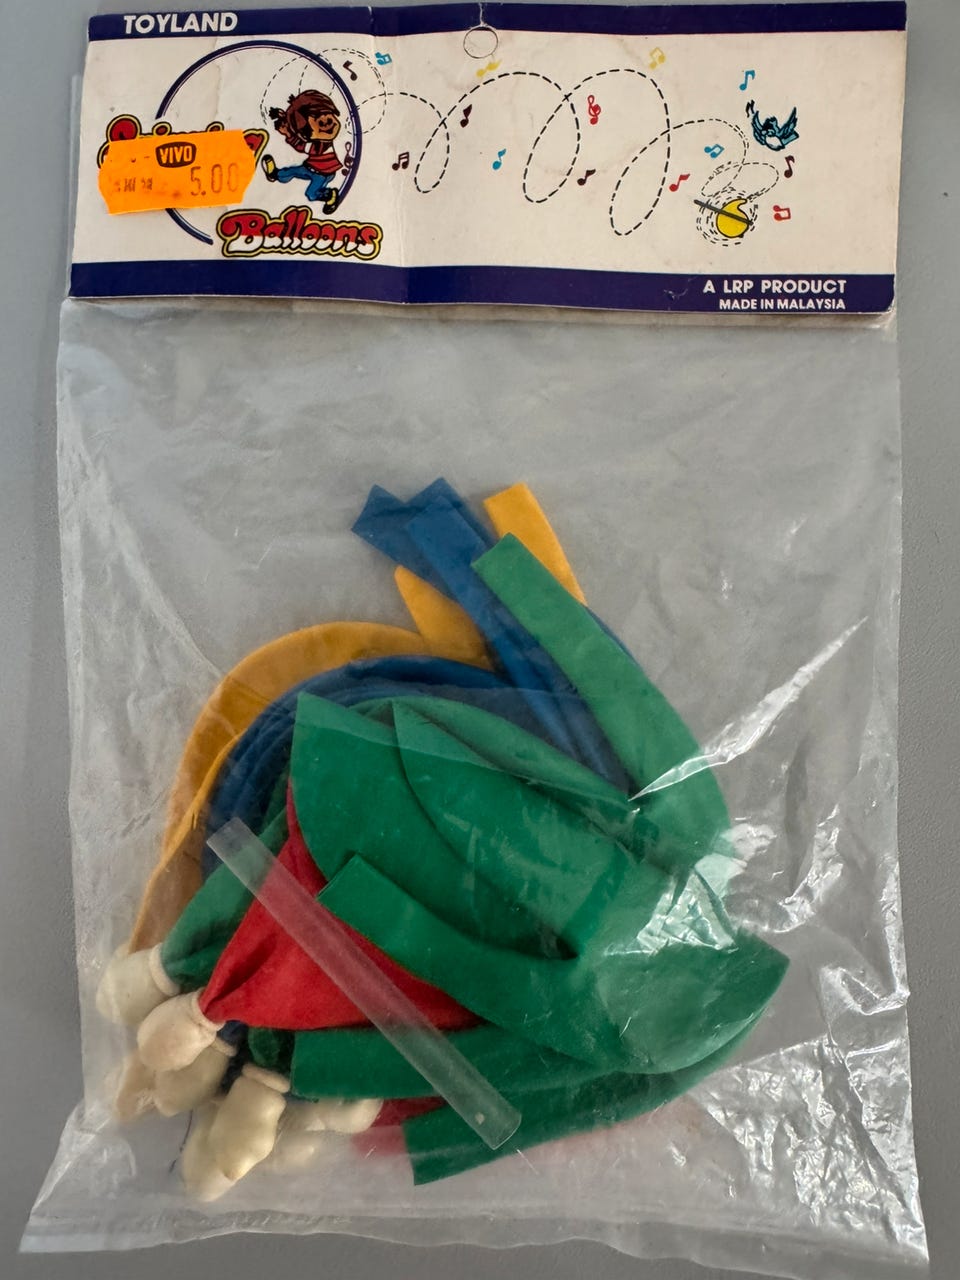 TOYLAND
VIVO
5.00
Balloons
A LRP PRODUCT
MADE IN MALAYSIA